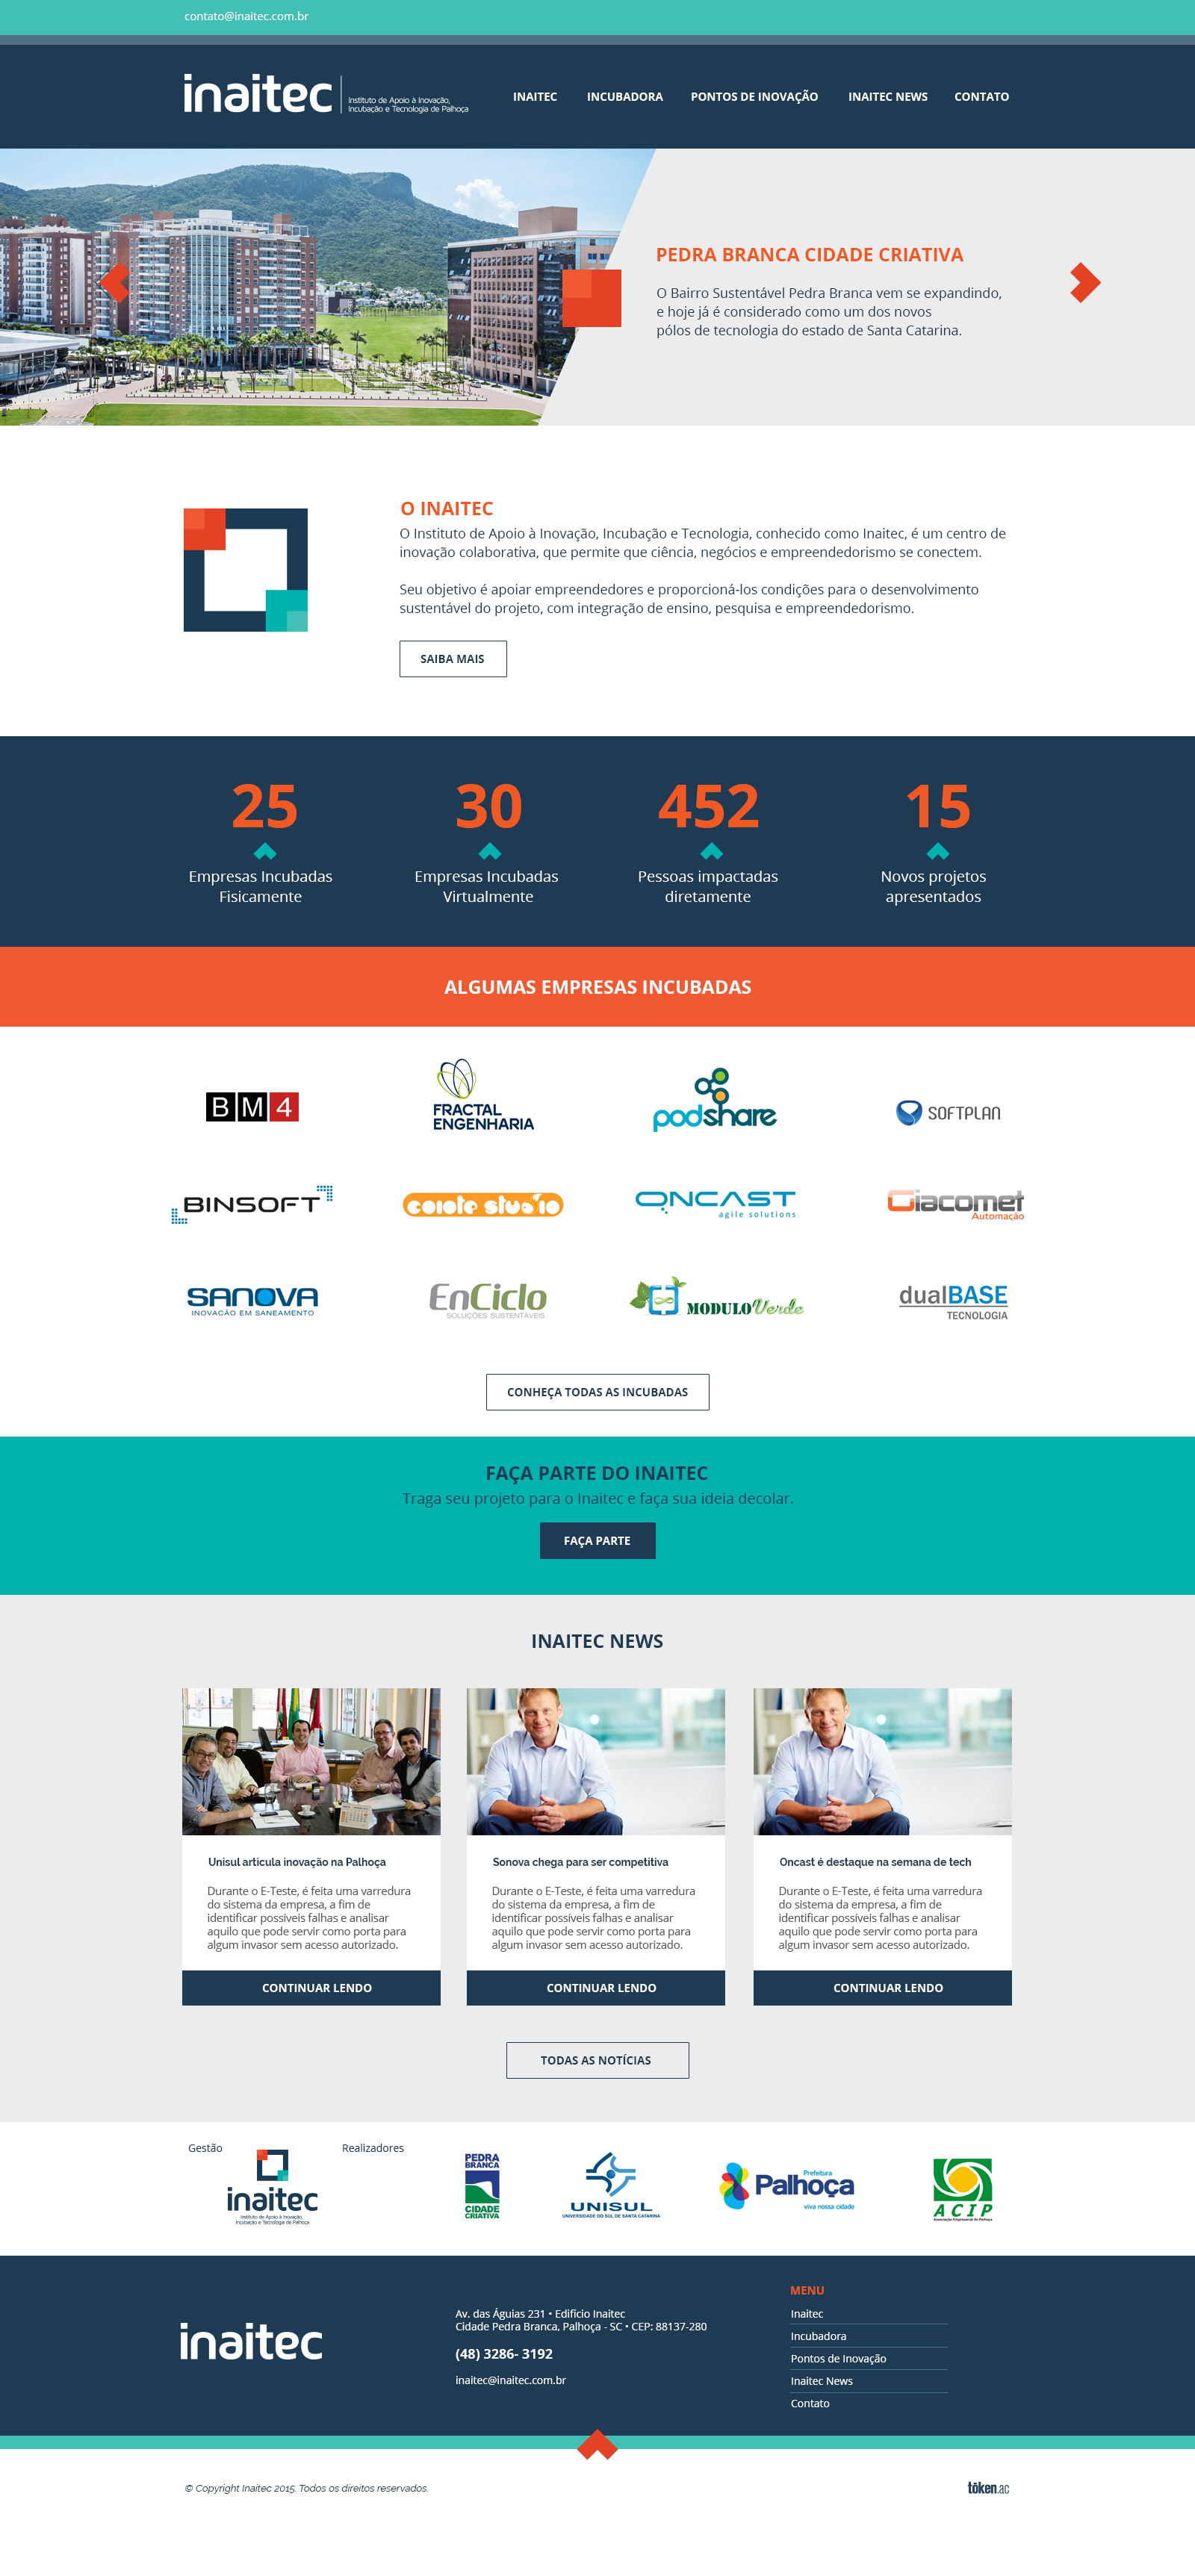 contato@inaitec.com.br
inaitec
Instituto de Apoio à Inovação,
Incubação e Tecnologia de Palhoça
INAITEC INCUBADORA PONTOS DE INOVAÇÃO INAITEC NEWS CONTATO
PEDRA BRANCA CIDADE CRIATIVA
O Bairro Sustentável Pedra Branca vem se expandindo,
e hoje já é considerado como um dos novos
pólos de tecnologia do estado de Santa Catarina.
O INAITEC
O Instituto de Apoio à Inovação, Incubação e Tecnologia, conhecido como Inaitec, é um centro de
inovação colaborativa, que permite que ciência, negócios e empreendedorismo se conectem.
Seu objetivo é apoiar empreendedores e proporcioná-los condições para o desenvolvimento
sustentável do projeto, com integração de ensino, pesquisa e empreendedorismo.
SAIBA MAIS
25
Empresas Incubadas
Fisicamente
30
Empresas Incubadas
Virtualmente
452
Pessoas impactadas
diretamente
15
Novos projetos
apresentados
ALGUMAS EMPRESAS INCUBADAS
BM4
FRACTAL
ENGENHARIA
podshare
SOFTPLAN
BINSOFT
coiote studio
ONCAST
agile solutions
Giacomet
Automação
SANOVA
INOVAÇÃO EM SANEAMENTO
EnCiclo
SOLUÇÕES SUSTENTÁVEIS
MODULO Verde
dualBASE
TECNOLOGIA
CONHEÇA TODAS AS INCUBADAS
FAÇA PARTE DO INAITEC
Traga seu projeto para o Inaitec e faça sua ideia decolar.
FAÇA PARTE
INAITEC NEWS
Unisul articula inovação na Palhoça
Durante o E-Teste, é feita uma varredura
do sistema da empresa, a fim de
identificar possíveis falhas e analisar
aquilo que pode servir como porta para
algum invasor sem acesso autorizado.
CONTINUAR LENDO
Sonova chega para ser competitiva
Durante o E-Teste, é feita uma varredura
do sistema da empresa, a fim de
identificar possíveis falhas e analisar
aquilo que pode servir como porta para
algum invasor sem acesso autorizado.
CONTINUAR LENDO
Oncast é destaque na semana de tech
Durante o E-Teste, é feita uma varredura
do sistema da empresa, a fim de
identificar possíveis falhas e analisar
aquilo que pode servir como porta para
algum invasor sem acesso autorizado.
CONTINUAR LENDO
TODAS AS NOTÍCIAS
Gestão
inaitec
Instituto de Apoio à Inovação,
Incubação e Tecnologia de Palhoça
Realizadores
PEDRA
BRANCA
CIDADE
CRIATIVA
UNISUL
UNIVERSIDADE DO SUL DE SANTA CATARINA
Prefeitura
Palhoça
viva nossa cidade
ACIP
Associação Empresarial de Palhoça
inaitec
Av. das Águias 231 • Edifício Inaitec
Cidade Pedra Branca, Palhoça - SC • CEP: 88137-280
(48) 3286- 3192
inaitec@inaitec.com.br
MENU
Inaitec
Incubadora
Pontos de Inovação
Inaitec News
Contato
© Copyright Inaitec 2015. Todos os direitos reservados.
tōken.ac